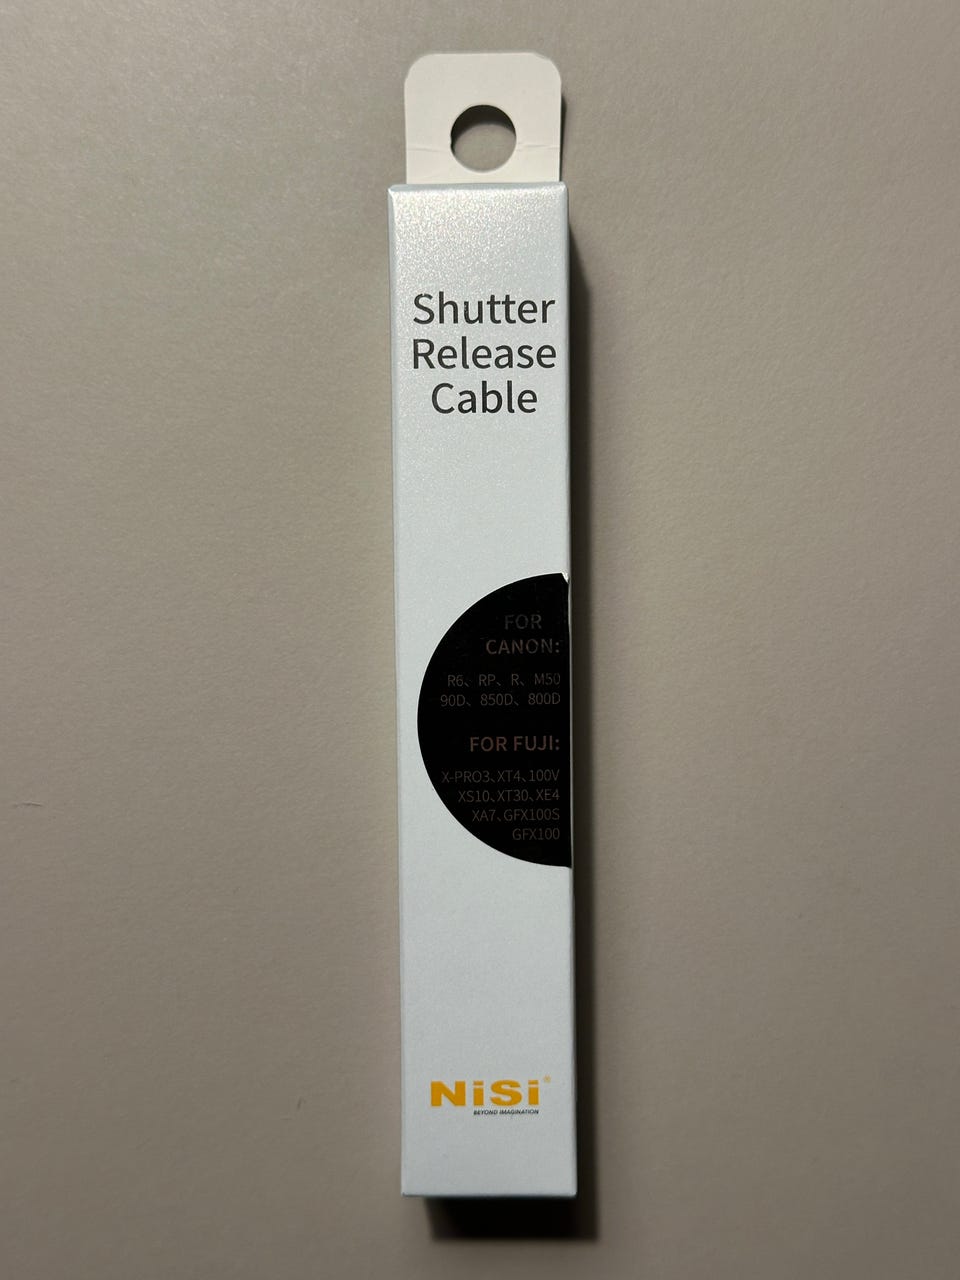 Shutter
Release
Cable
FOR
CANON:
R6、RP、R、M50
90D、850D、800D
FOR FUJI:
X-PRO3、XT4、100V
XS10、XT30、XE4
XA7、GFX100S
GFX100
NiSi®
BEYOND IMAGINATION